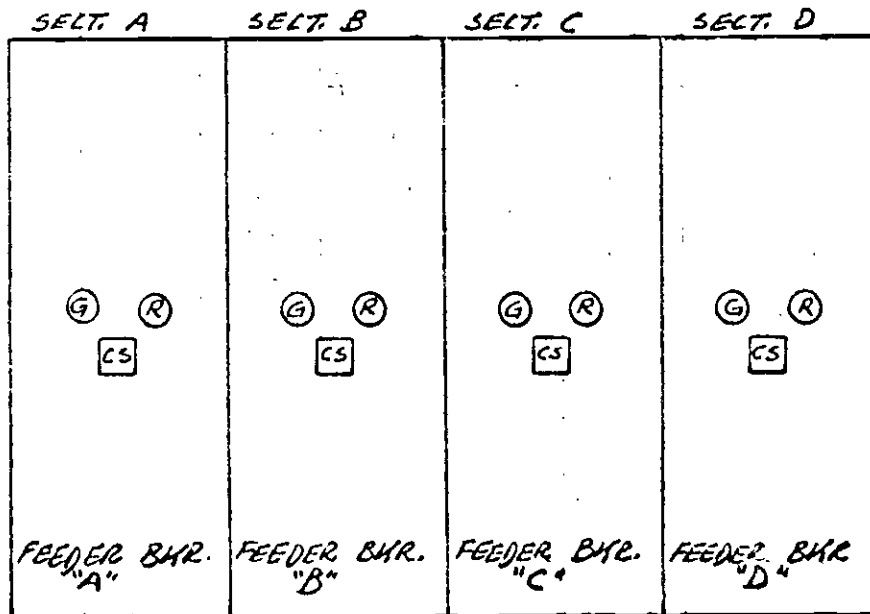 SECT. A SECT. B SECT. C SECT. D
G R G R G R G R
CS CS CS CS
FEEDER BKR. FEEDER BKR. FEEDER BKR. FEEDER BKR
"A" "B" "C" "D"